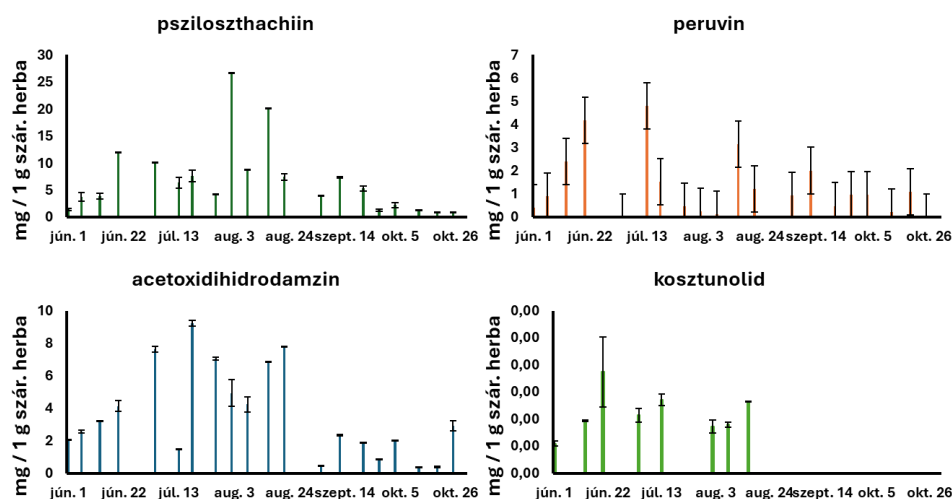 pszilosztachiin
mg / 1 g szár. herba
30
25
20
15
10
5
0
jún. 1 jún. 22 júl. 13 aug. 3 aug. 24 szept. 14 okt. 5 okt. 26
peruvin
mg / 1 g szár. herba
7
6
5
4
3
2
1
0
jún. 1 jún. 22 júl. 13 aug. 3 aug. 24 szept. 14 okt. 5 okt. 26
acetoxidihidrodamzin
mg / 1 g szár. herba
10
8
6
4
2
0
jún. 1 jún. 22 júl. 13 aug. 3 aug. 24 szept. 14 okt. 5 okt. 26
kosztunolid
mg / 1 g szár. herba
0,00
0,00
0,00
0,00
0,00
0,00
0,00
jún. 1 jún. 22 júl. 13 aug. 3 aug. 24 szept. 14 okt. 5 okt. 26